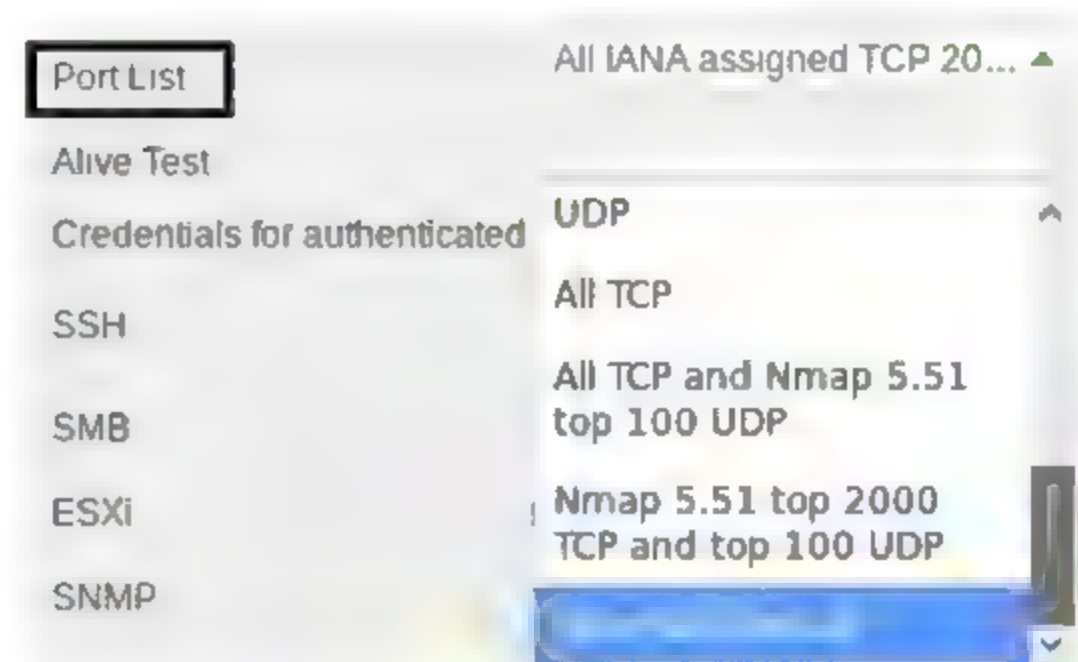 Port List
All IANA assigned TCP 20...
Alive Test
Credentials for authenticated
SSH
SMB
ESXi
SNMP
UDP
All TCP
All TCP and Nmap 5.51
top 100 UDP
Nmap 5.51 top 2000
TCP and top 100 UDP